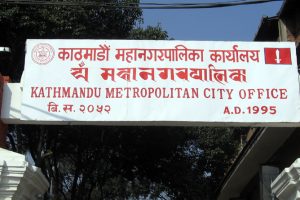 काठमाडौं महानगरपालिका कार्यालय
KATHMANDU METROPOLITAN CITY OFFICE
वि.स. २०५२ A.D. 1995